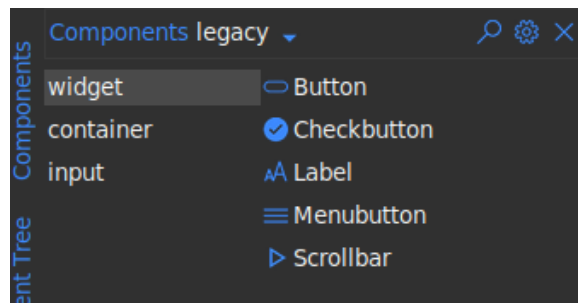 Components legacy
widget
container
input
Button
Checkbutton
Label
Menubutton
Scrollbar
Components
ent Tree